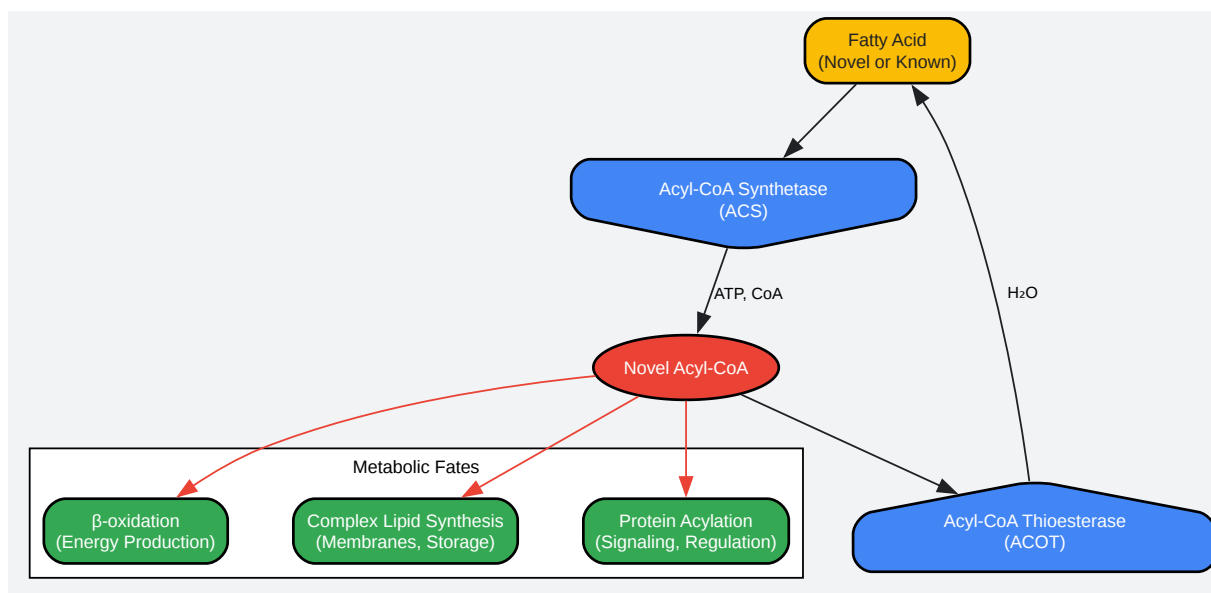 Fatty Acid
(Novel or Known)
Acyl-CoA Synthetase
(ACS)
ATP, CoA
H₂O
Novel Acyl-CoA
Metabolic Fates
β-oxidation
(Energy Production)
Complex Lipid Synthesis
(Membranes, Storage)
Protein Acylation
(Signaling, Regulation)
Acyl-CoA Thioesterase
(ACOT)